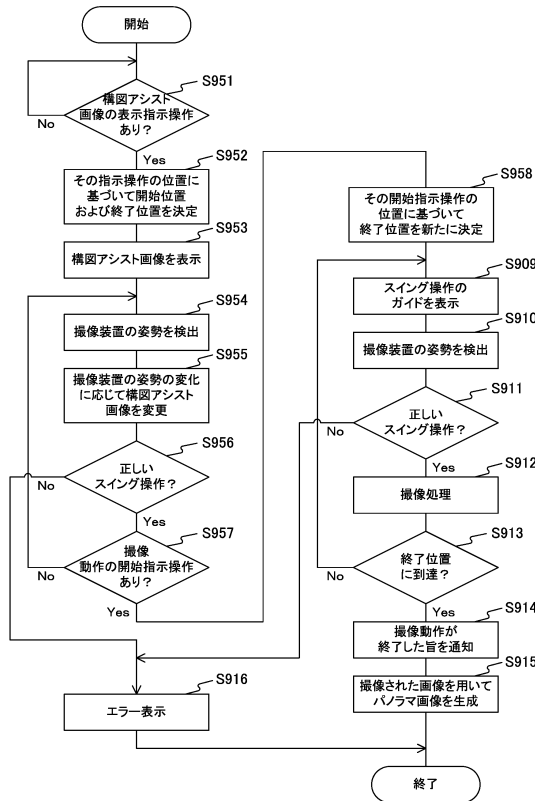 開始
S951
構図アシスト
画像の表示指示操作
あり？
No
Yes
S952
その指示操作の位置に
基づいて開始位置
および終了位置を決定
S953
構図アシスト画像を表示
S954
撮像装置の姿勢を検出
S955
撮像装置の姿勢の変化
に応じて構図アシスト
画像を変更
S956
正しい
スイング操作？
No
Yes
S957
撮像
動作の開始指示操作
あり？
No
Yes
S916
エラー表示
S958
その開始指示操作の
位置に基づいて
終了位置を新たに決定
S909
スイング操作の
ガイドを表示
S910
撮像装置の姿勢を検出
S911
正しい
スイング操作？
No
Yes
S912
撮像処理
S913
終了位置
に到達？
No
Yes
S914
撮像動作が
終了した旨を通知
S915
撮像された画像を用いて
パノラマ画像を生成
終了